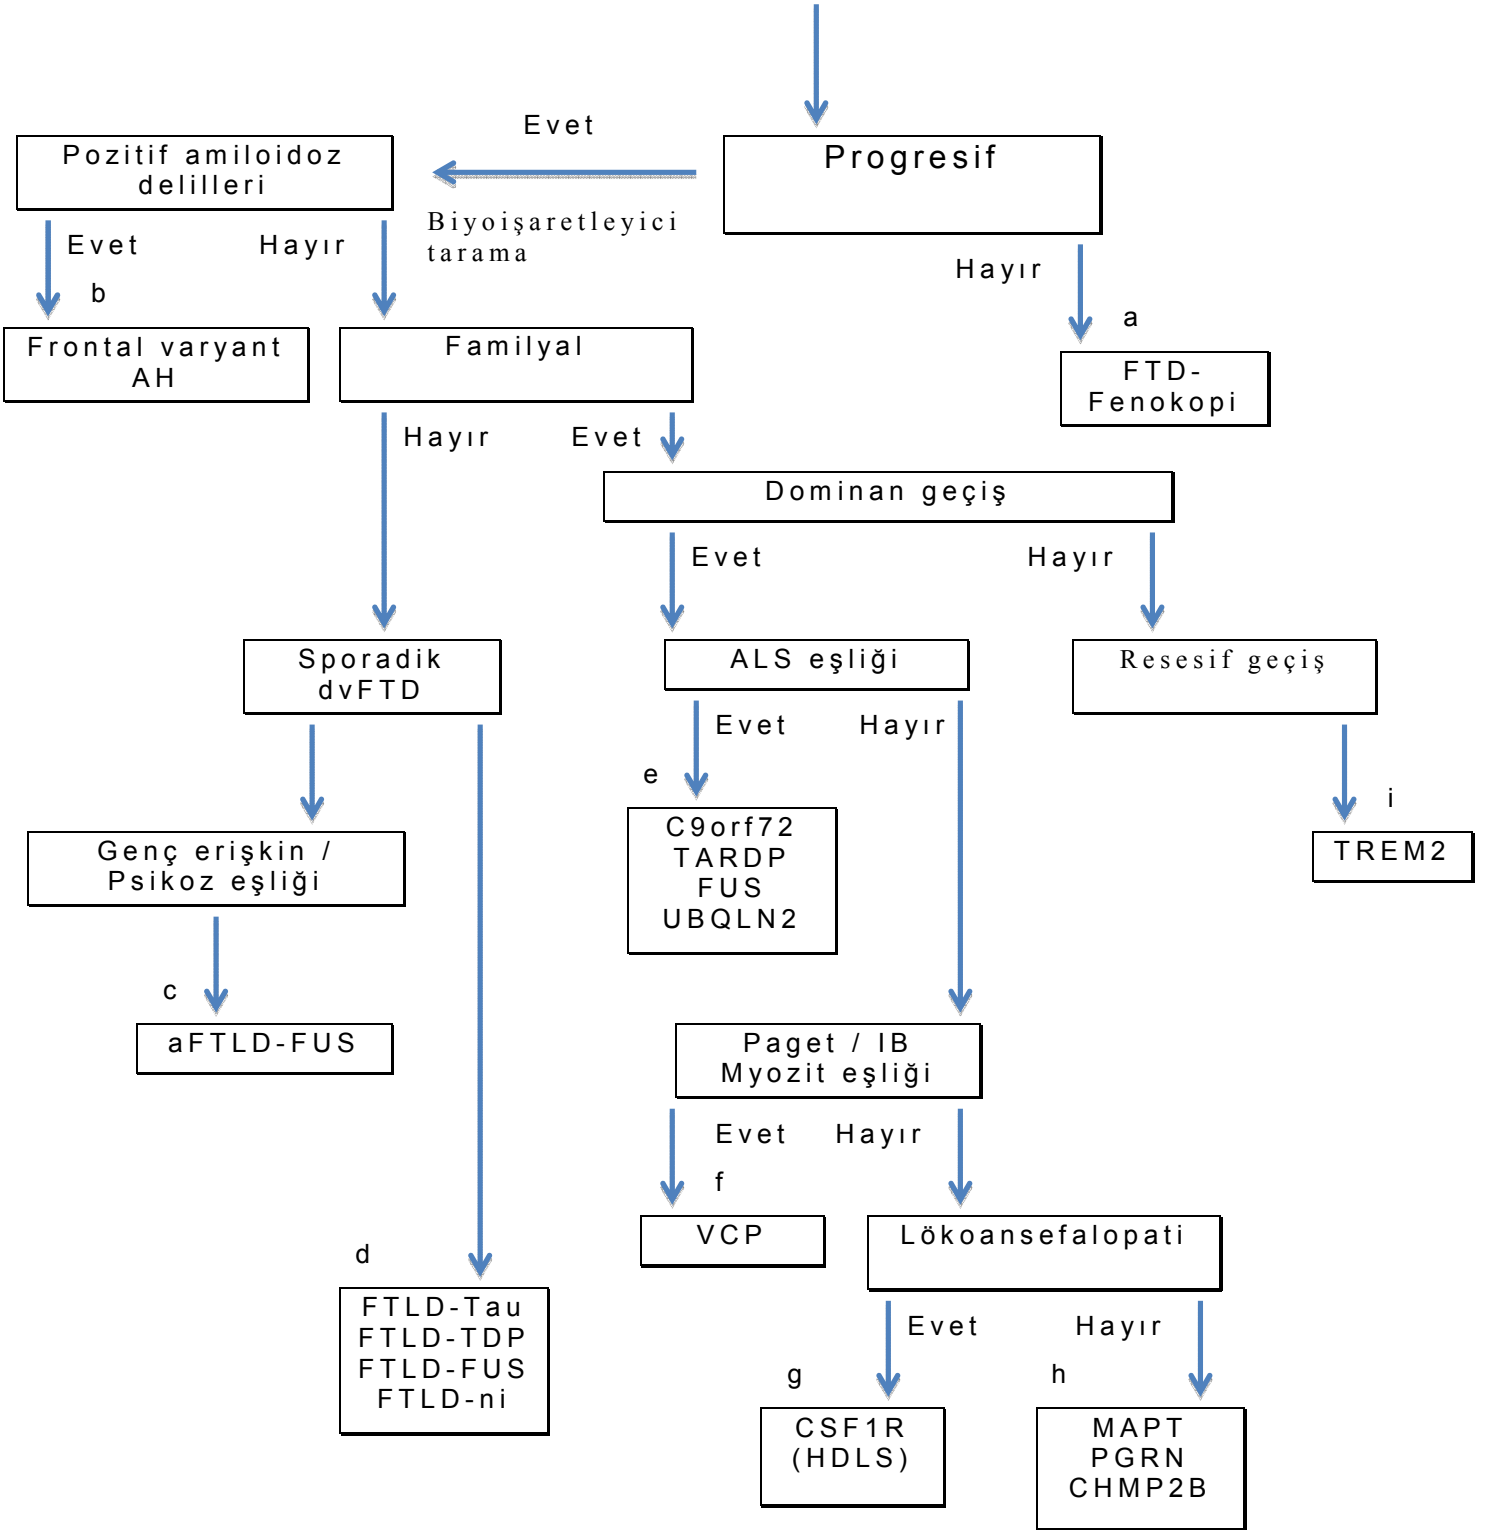 Evet
Progresif
Pozitif amiloidoz
delilleri
Biyoişaretleyici
tarama
Evet
Hayır
Hayır
b
a
Frontal varyant
AH
Familyal
FTD-
Fenokopi
Hayır
Evet
Dominan geçiş
Evet
Hayır
Sporadik
dvFTD
ALS eşliği
Resesif geçiş
Evet
Hayır
e
i
C9orf72
TARDP
FUS
UBQLN2
TREM2
Genç erişkin /
Psikoz eşliği
c
aFTLD-FUS
Paget / IB
Myozit eşliği
Evet
Hayır
f
VCP
Lökoansefalopati
d
FTLD-Tau
FTLD-TDP
FTLD-FUS
FTLD-ni
Evet
Hayır
g
h
CSF1R
(HDLS)
MAPT
PGRN
CHMP2B